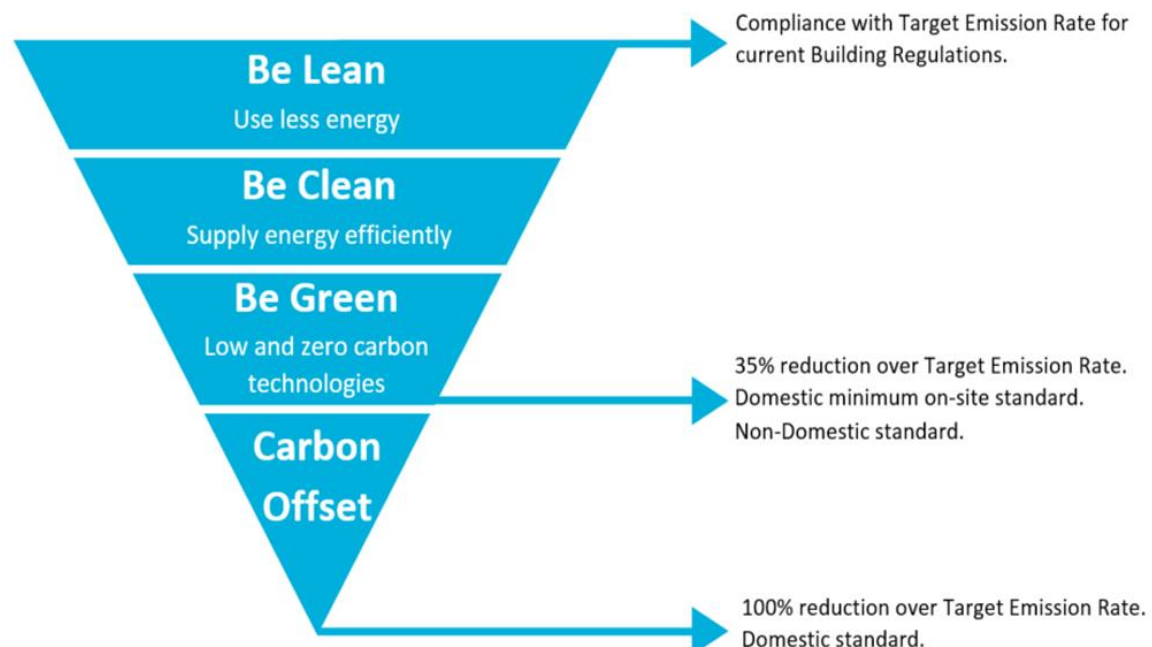 Be Lean
Use less energy
Compliance with Target Emission Rate for
current Building Regulations.
Be Clean
Supply energy efficiently
Be Green
Low and zero carbon
technologies
35% reduction over Target Emission Rate.
Domestic minimum on-site standard.
Non-Domestic standard.
Carbon
Offset
100% reduction over Target Emission Rate.
Domestic standard.